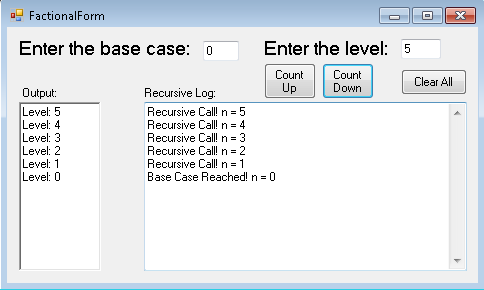 FactionalForm
Enter the base case: 0
Enter the level: 5
Count Up
Count Down
Clear All
Output:
Level: 5
Level: 4
Level: 3
Level: 2
Level: 1
Level: 0
Recursive Log:
Recursive Call! n = 5
Recursive Call! n = 4
Recursive Call! n = 3
Recursive Call! n = 2
Recursive Call! n = 1
Base Case Reached! n = 0